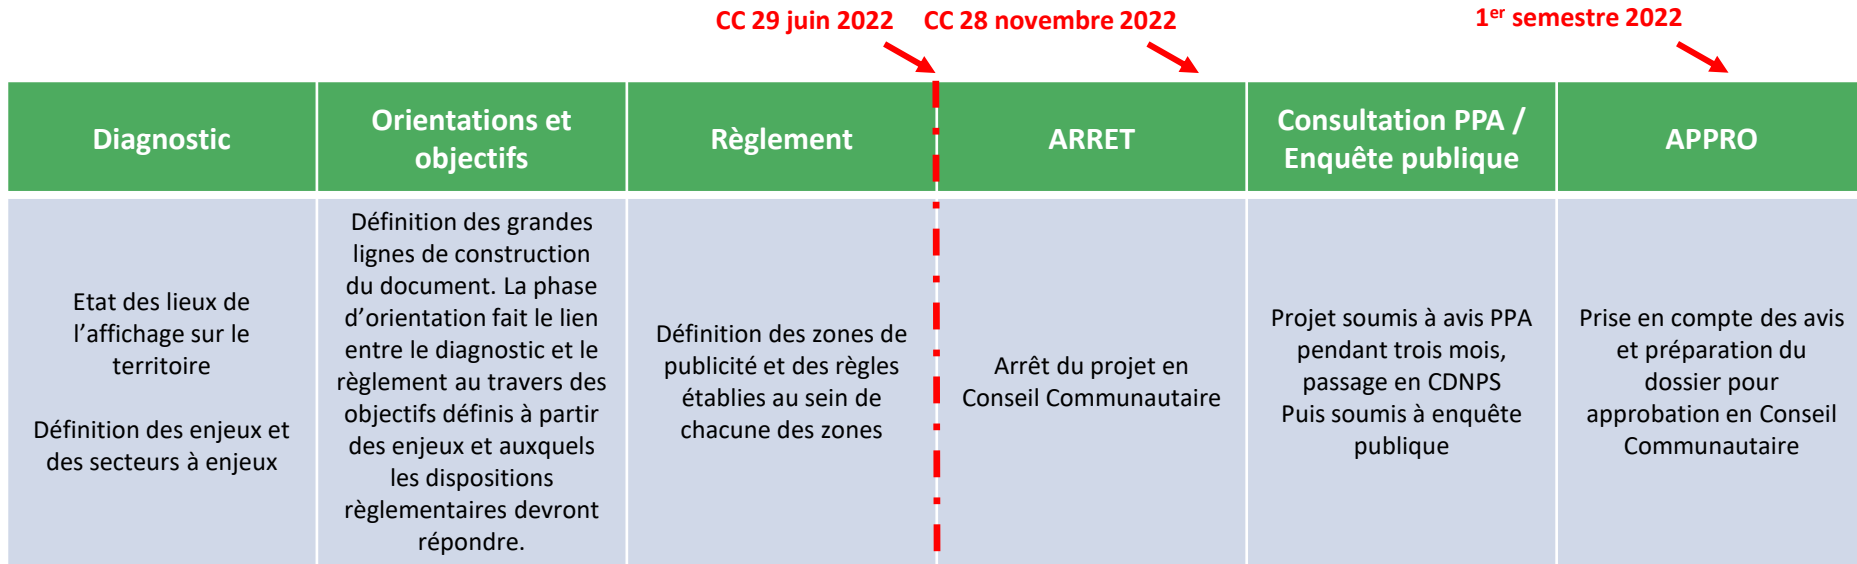 CC 29 juin 2022
CC 28 novembre 2022
1er semestre 2022
Diagnostic
Orientations et
objectifs
Règlement
ARRET
Consultation PPA /
Enquête publique
APPRO
Etat des lieux de
l’affichage sur le
territoire
Définition des enjeux et
des secteurs à enjeux
Définition des grandes
lignes de construction
du document. La phase
d’orientation fait le lien
entre le diagnostic et le
règlement au travers des
objectifs définis à partir
des enjeux et auxquels
les dispositions
règlementaires devront
répondre.
Définition des zones de
publicité et des règles
établies au sein de
chacune des zones
Arrêt du projet en
Conseil Communautaire
Projet soumis à avis PPA
pendant trois mois,
passage en CDNPS
Puis soumis à enquête
publique
Prise en compte des avis
et préparation du
dossier pour
approbation en Conseil
Communautaire